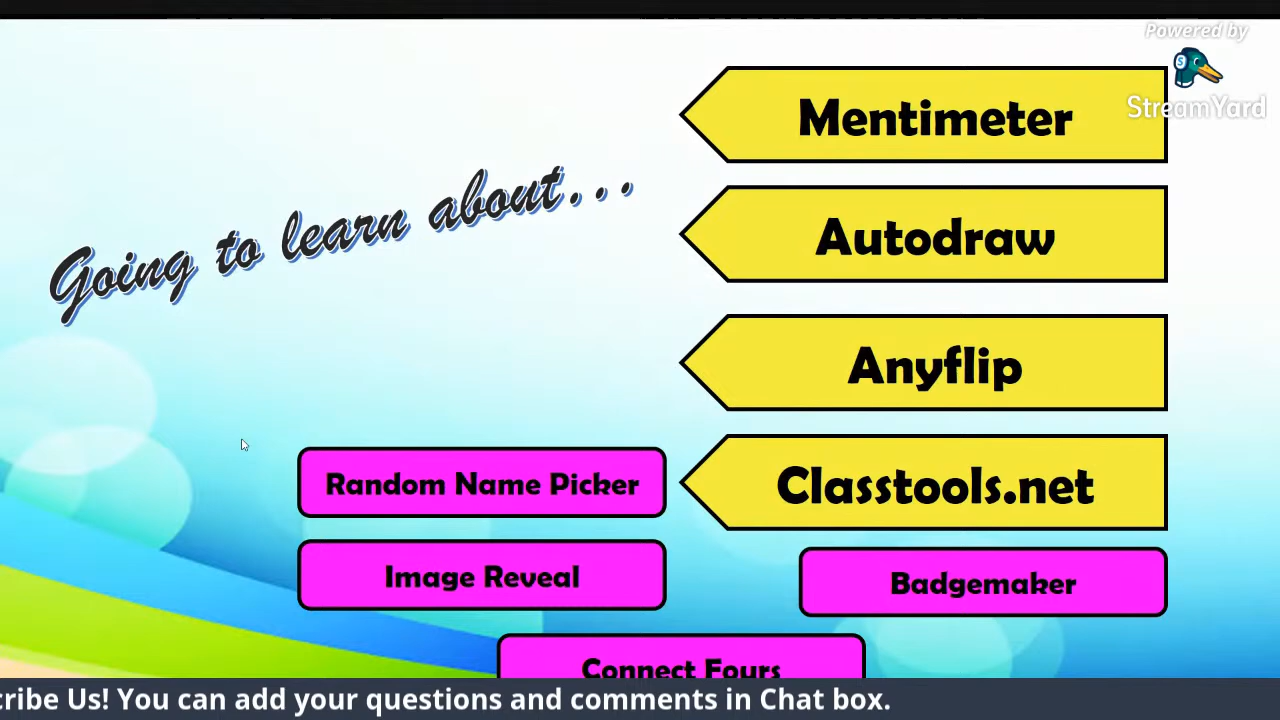 Powered by
StreamYard
Going to learn about...
Mentimeter
Autodraw
Anyflip
Classtools.net
Random Name Picker
Image Reveal
Badgemaker
Connect Fours
cribe Us! You can add your questions and comments in Chat box.